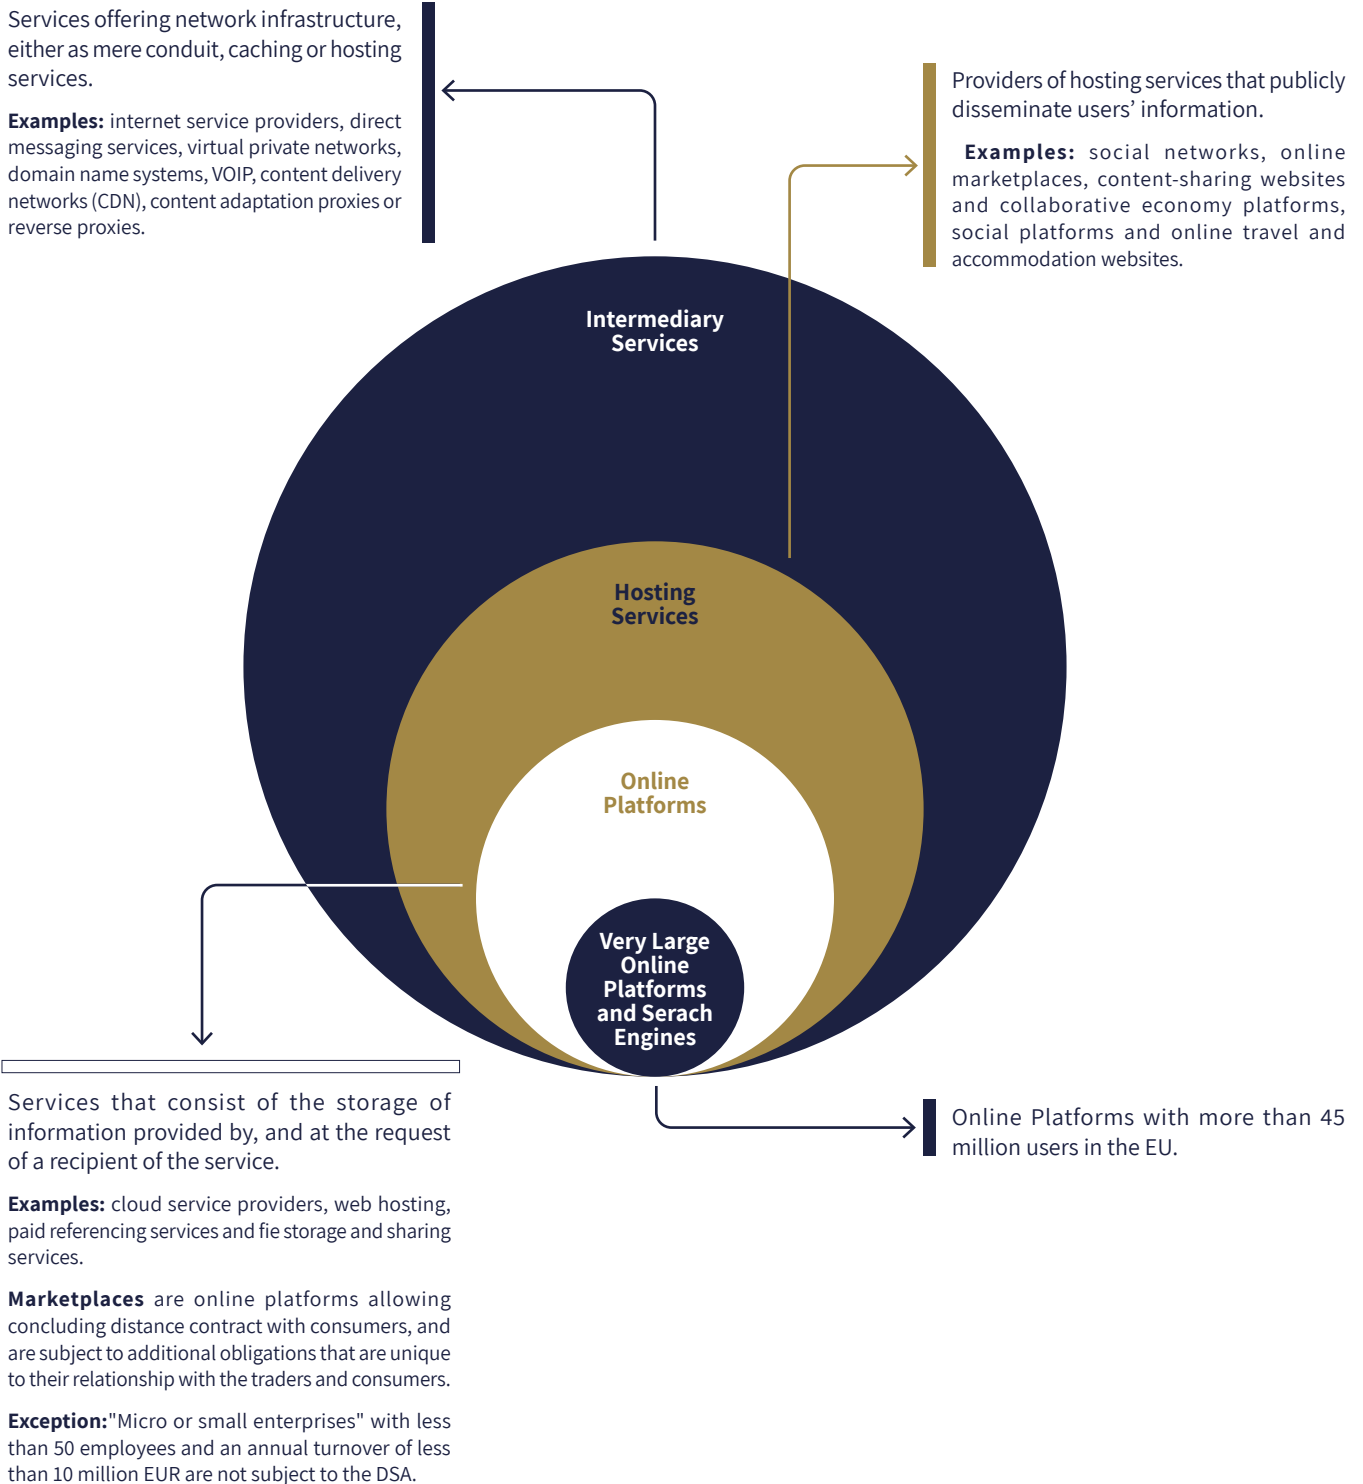 Services offering network infrastructure,
either as mere conduit, caching or hosting
services.
Examples: internet service providers, direct
messaging services, virtual private networks,
domain name systems, VOIP, content delivery
networks (CDN), content adaptation proxies or
reverse proxies.
Providers of hosting services that publicly
disseminate users’ information.
Examples: social networks, online
marketplaces, content-sharing websites
and collaborative economy platforms,
social platforms and online travel and
accommodation websites.
Intermediary
Services
Hosting
Services
Online
Platforms
Very Large
Online
Platforms
and Serach
Engines
Services that consist of the storage of
information provided by, and at the request
of a recipient of the service.
Examples: cloud service providers, web hosting,
paid referencing services and fie storage and sharing
services.
Marketplaces are online platforms allowing
concluding distance contract with consumers, and
are subject to additional obligations that are unique
to their relationship with the traders and consumers.
Exception:"Micro or small enterprises" with less
than 50 employees and an annual turnover of less
than 10 million EUR are not subject to the DSA.
Online Platforms with more than 45
million users in the EU.